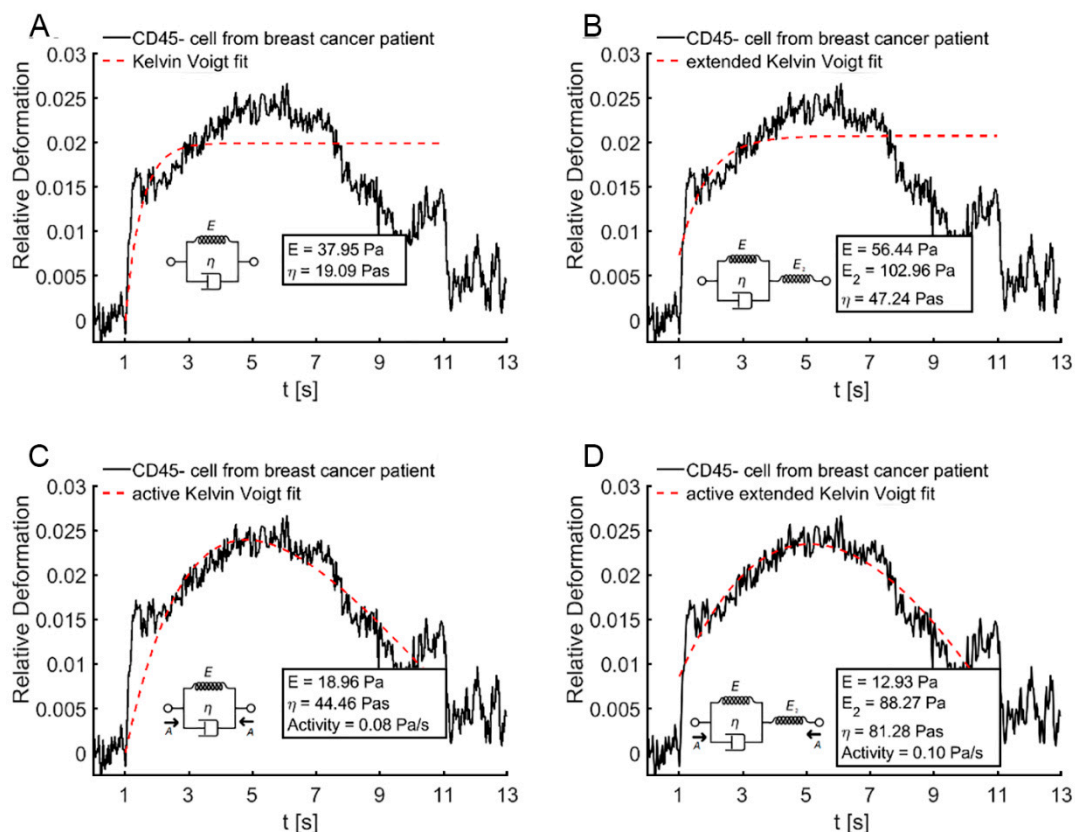 A
CD45- cell from breast cancer patient
Kelvin Voigt fit
Relative Deformation
0.03
0.025
0.02
0.015
0.01
0.005
0
E
η
E = 37.95 Pa
η = 19.09 Pas
1 3 5 7 9 11 13
t [s]
B
CD45- cell from breast cancer patient
extended Kelvin Voigt fit
Relative Deformation
0.03
0.025
0.02
0.015
0.01
0.005
0
E
η
E₂
E = 56.44 Pa
E₂ = 102.96 Pa
η = 47.24 Pas
1 3 5 7 9 11 13
t [s]
C
CD45- cell from breast cancer patient
active Kelvin Voigt fit
Relative Deformation
0.03
0.025
0.02
0.015
0.01
0.005
0
E
η
A A
E = 18.96 Pa
η = 44.46 Pas
Activity = 0.08 Pa/s
1 3 5 7 9 11 13
t [s]
D
CD45- cell from breast cancer patient
active extended Kelvin Voigt fit
Relative Deformation
0.03
0.025
0.02
0.015
0.01
0.005
0
E
η
E₂
A A
E = 12.93 Pa
E₂ = 88.27 Pa
η = 81.28 Pas
Activity = 0.10 Pa/s
1 3 5 7 9 11 13
t [s]